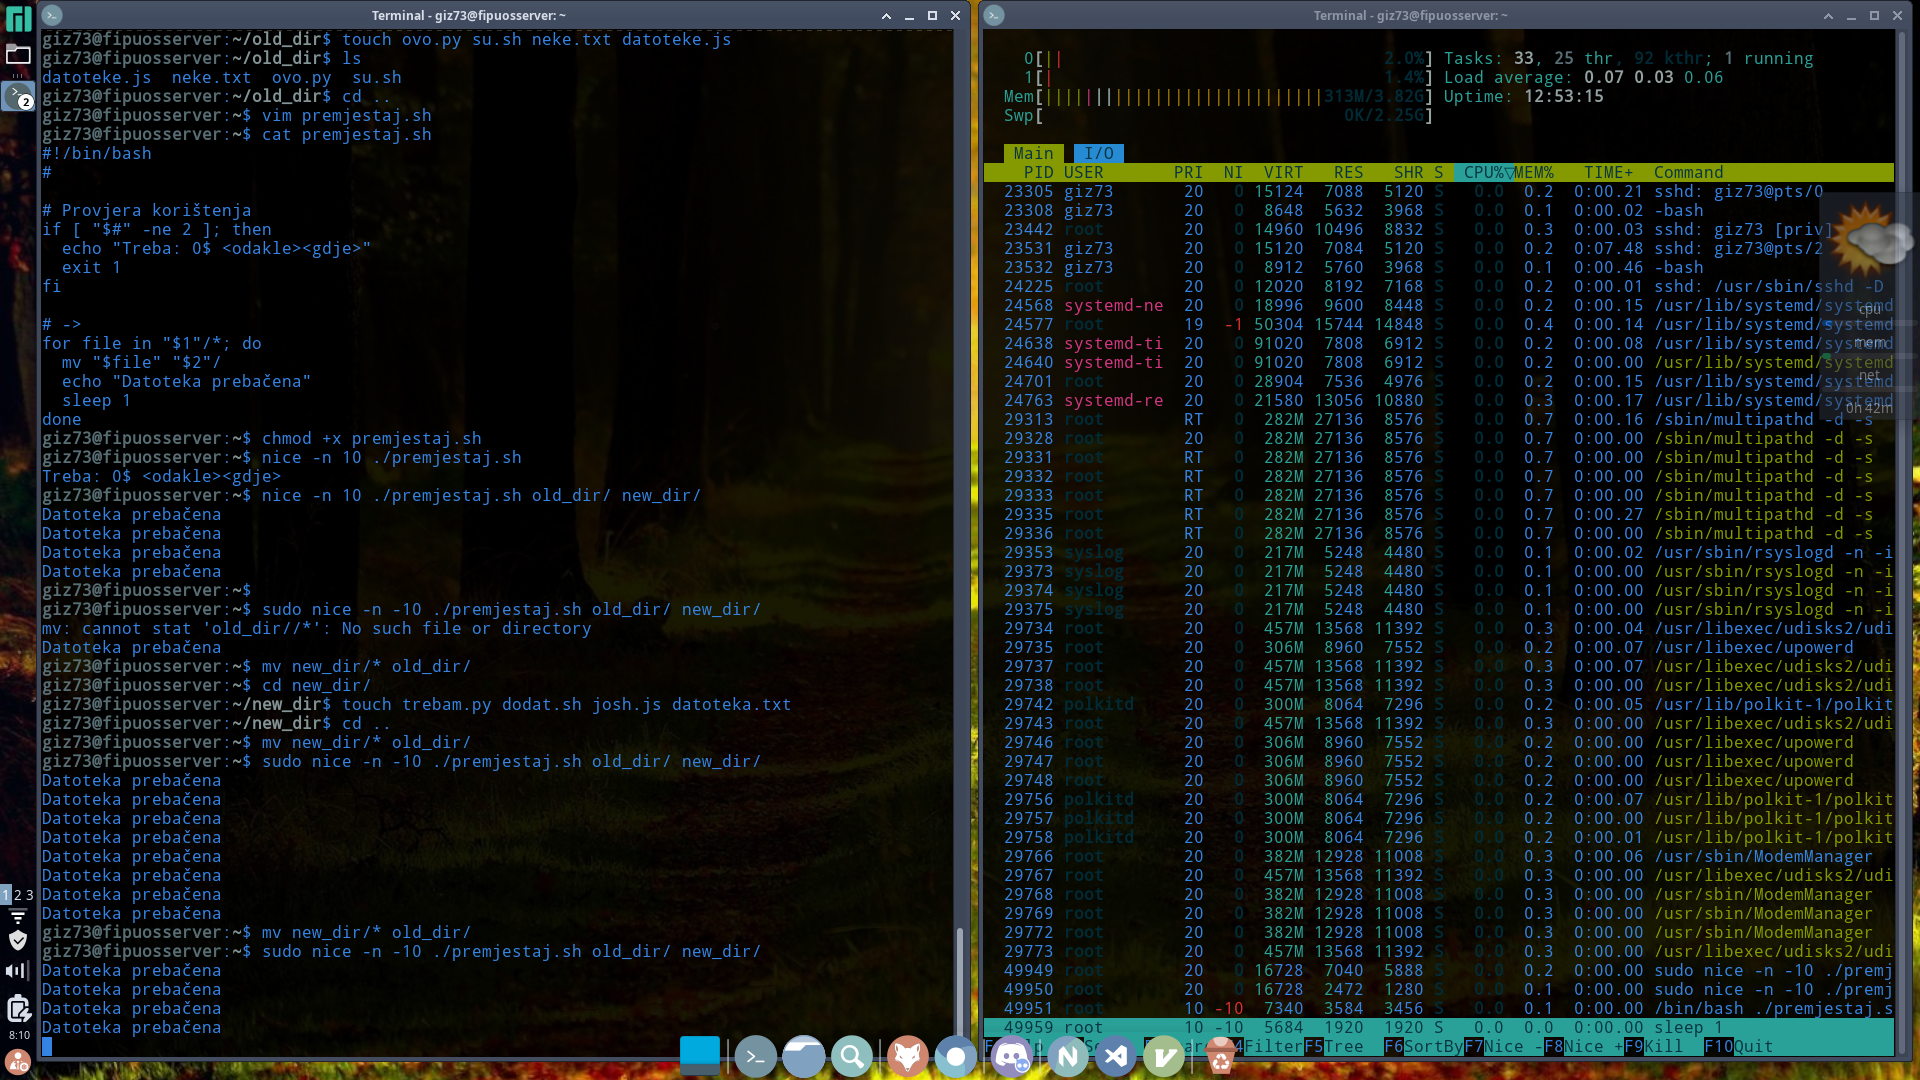 Terminal - giz73@fipuosserver: ~
giz73@fipuosserver:~/old_dir$ touch ovo.py su.sh neke.txt datoteke.js
giz73@fipuosserver:~/old_dir$ ls
datoteke.js  neke.txt  ovo.py  su.sh
giz73@fipuosserver:~/old_dir$ cd ..
giz73@fipuosserver:~$ vim premjestaj.sh
giz73@fipuosserver:~$ cat premjestaj.sh
#!/bin/bash
#
# Provjera korištenja
if [ "$#" -ne 2 ]; then
  echo "Treba: 0$ <odakle><gdje>"
  exit 1
fi
# ->
for file in "$1"/*; do
  mv "$file" "$2"/
  echo "Datoteka prebačena"
  sleep 1
done
giz73@fipuosserver:~$ chmod +x premjestaj.sh
giz73@fipuosserver:~$ nice -n 10 ./premjestaj.sh
Treba: 0$ <odakle><gdje>
giz73@fipuosserver:~$ nice -n 10 ./premjestaj.sh old_dir/ new_dir/
Datoteka prebačena
Datoteka prebačena
Datoteka prebačena
Datoteka prebačena
giz73@fipuosserver:~$
giz73@fipuosserver:~$ sudo nice -n -10 ./premjestaj.sh old_dir/ new_dir/
mv: cannot stat 'old_dir//*': No such file or directory
Datoteka prebačena
giz73@fipuosserver:~$ mv new_dir/* old_dir/
giz73@fipuosserver:~$ cd new_dir/
giz73@fipuosserver:~/new_dir$ touch trebam.py dodat.sh josh.js datoteka.txt
giz73@fipuosserver:~/new_dir$ cd ..
giz73@fipuosserver:~$ mv new_dir/* old_dir/
giz73@fipuosserver:~$ sudo nice -n -10 ./premjestaj.sh old_dir/ new_dir/
Datoteka prebačena
Datoteka prebačena
Datoteka prebačena
Datoteka prebačena
Datoteka prebačena
Datoteka prebačena
Datoteka prebačena
Datoteka prebačena
giz73@fipuosserver:~$ mv new_dir/* old_dir/
giz73@fipuosserver:~$ sudo nice -n -10 ./premjestaj.sh old_dir/ new_dir/
Datoteka prebačena
Datoteka prebačena
Datoteka prebačena
Datoteka prebačena
2
1 2 3
8:10
Terminal - giz73@fipuosserver: ~
0[|| 2.0%] Tasks: 33, 25 thr, 92 kthr; 1 running
1[| 1.4%] Load average: 0.07 0.03 0.06
Mem[||||||||||||||||||||||||||||313M/3.82G] Uptime: 12:53:15
Swp[ 0K/2.25G]
Main I/O
PID USER PRI NI VIRT RES SHR S CPU%▽MEM% TIME+ Command
23305 giz73 20 0 15124 7088 5120 S 0.0 0.2 0:00.21 sshd: giz73@pts/0
23308 giz73 20 0 8648 5632 3968 S 0.0 0.1 0:00.02 -bash
23442 root 20 0 14960 10496 8832 S 0.0 0.3 0:00.03 sshd: giz73 [priv]
23531 giz73 20 0 15120 7084 5120 S 0.0 0.2 0:07.48 sshd: giz73@pts/2
23532 giz73 20 0 8912 5760 3968 S 0.0 0.1 0:00.46 -bash
24225 root 20 0 12020 8192 7168 S 0.0 0.2 0:00.01 sshd: /usr/sbin/sshd -D
24568 systemd-ne 20 0 18996 9600 8448 S 0.0 0.2 0:00.15 /usr/lib/systemd/systemd
24577 root 19 -1 50304 15744 14848 S 0.0 0.4 0:00.14 /usr/lib/systemd/systemd
24638 systemd-ti 20 0 91020 7808 6912 S 0.0 0.2 0:00.08 /usr/lib/systemd/systemd
24640 systemd-ti 20 0 91020 7808 6912 S 0.0 0.2 0:00.00 /usr/lib/systemd/systemd
24701 root 20 0 28904 7536 4976 S 0.0 0.2 0:00.15 /usr/lib/systemd/systemd
24763 systemd-re 20 0 21580 13056 10880 S 0.0 0.3 0:00.17 /usr/lib/systemd/systemd
29313 root RT 0 282M 27136 8576 S 0.0 0.7 0:00.16 /sbin/multipathd -d -s
29328 root 20 0 282M 27136 8576 S 0.0 0.7 0:00.00 /sbin/multipathd -d -s
29331 root RT 0 282M 27136 8576 S 0.0 0.7 0:00.00 /sbin/multipathd -d -s
29332 root RT 0 282M 27136 8576 S 0.0 0.7 0:00.00 /sbin/multipathd -d -s
29333 root RT 0 282M 27136 8576 S 0.0 0.7 0:00.00 /sbin/multipathd -d -s
29335 root RT 0 282M 27136 8576 S 0.0 0.7 0:00.27 /sbin/multipathd -d -s
29336 root RT 0 282M 27136 8576 S 0.0 0.7 0:00.00 /sbin/multipathd -d -s
29353 syslog 20 0 217M 5248 4480 S 0.0 0.1 0:00.02 /usr/sbin/rsyslogd -n -i
29373 syslog 20 0 217M 5248 4480 S 0.0 0.1 0:00.00 /usr/sbin/rsyslogd -n -i
29374 syslog 20 0 217M 5248 4480 S 0.0 0.1 0:00.00 /usr/sbin/rsyslogd -n -i
29375 syslog 20 0 217M 5248 4480 S 0.0 0.1 0:00.00 /usr/sbin/rsyslogd -n -i
29734 root 20 0 457M 13568 11392 S 0.0 0.3 0:00.04 /usr/libexec/udisks2/udi
29735 root 20 0 306M 8960 7552 S 0.0 0.2 0:00.07 /usr/libexec/upowerd
29737 root 20 0 457M 13568 11392 S 0.0 0.3 0:00.07 /usr/libexec/udisks2/udi
29738 root 20 0 457M 13568 11392 S 0.0 0.3 0:00.00 /usr/libexec/udisks2/udi
29742 polkitd 20 0 300M 8064 7296 S 0.0 0.2 0:00.05 /usr/lib/polkit-1/polkit
29743 root 20 0 457M 13568 11392 S 0.0 0.3 0:00.00 /usr/libexec/udisks2/udi
29746 root 20 0 306M 8960 7552 S 0.0 0.2 0:00.00 /usr/libexec/upowerd
29747 root 20 0 306M 8960 7552 S 0.0 0.2 0:00.00 /usr/libexec/upowerd
29748 root 20 0 306M 8960 7552 S 0.0 0.2 0:00.00 /usr/libexec/upowerd
29756 polkitd 20 0 300M 8064 7296 S 0.0 0.2 0:00.07 /usr/lib/polkit-1/polkit
29757 polkitd 20 0 300M 8064 7296 S 0.0 0.2 0:00.00 /usr/lib/polkit-1/polkit
29758 polkitd 20 0 300M 8064 7296 S 0.0 0.2 0:00.01 /usr/lib/polkit-1/polkit
29766 root 20 0 382M 12928 11008 S 0.0 0.3 0:00.06 /usr/sbin/ModemManager
29767 root 20 0 457M 13568 11392 S 0.0 0.3 0:00.00 /usr/libexec/udisks2/udi
29768 root 20 0 382M 12928 11008 S 0.0 0.3 0:00.00 /usr/sbin/ModemManager
29769 root 20 0 382M 12928 11008 S 0.0 0.3 0:00.00 /usr/sbin/ModemManager
29772 root 20 0 382M 12928 11008 S 0.0 0.3 0:00.00 /usr/sbin/ModemManager
29773 root 20 0 457M 13568 11392 S 0.0 0.3 0:00.00 /usr/libexec/udisks2/udi
49949 root 20 0 16728 7040 5888 S 0.0 0.2 0:00.00 sudo nice -n -10 ./premj
49950 root 20 0 16728 2472 1280 S 0.0 0.1 0:00.00 sudo nice -n -10 ./premj
49951 root 10 -10 7340 3584 3456 S 0.0 0.1 0:00.00 /bin/bash ./premjestaj.s
49959 root 10 -10 5684 1920 1920 S 0.0 0.0 0:00.00 sleep 1
Filter F5Tree F6SortBy F7Nice - F8Nice + F9Kill F10Quit
cpu
mem
net
0h 42m